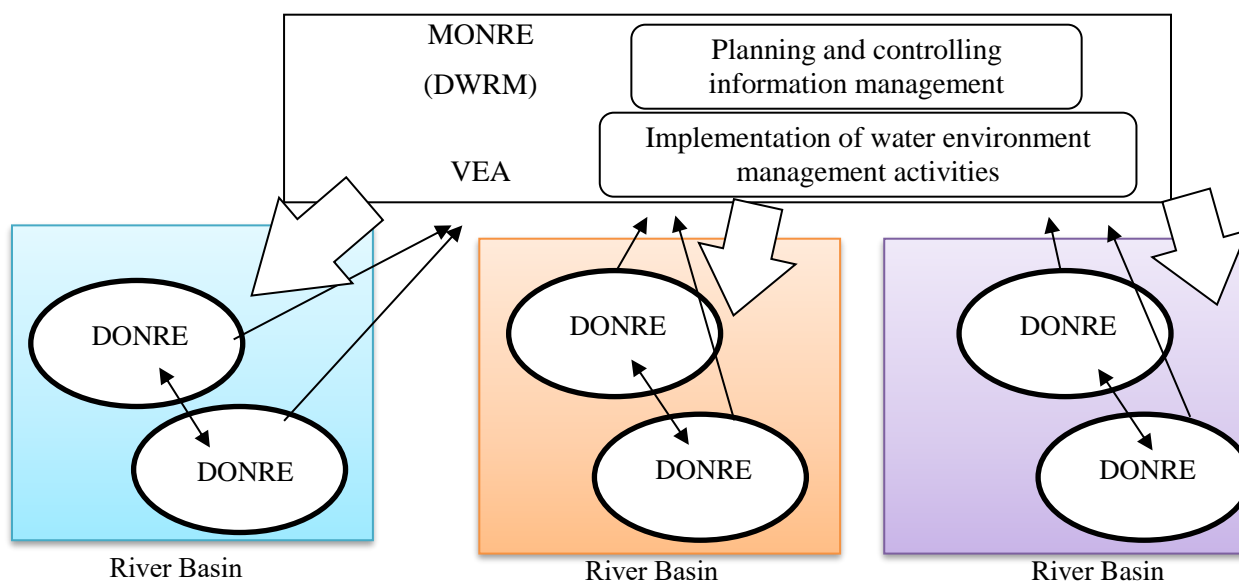 MONRE
(DWRM)
Planning and controlling
information management
VEA
Implementation of water environment
management activities
DONRE
DONRE
River Basin
DONRE
DONRE
River Basin
DONRE
DONRE
River Basin